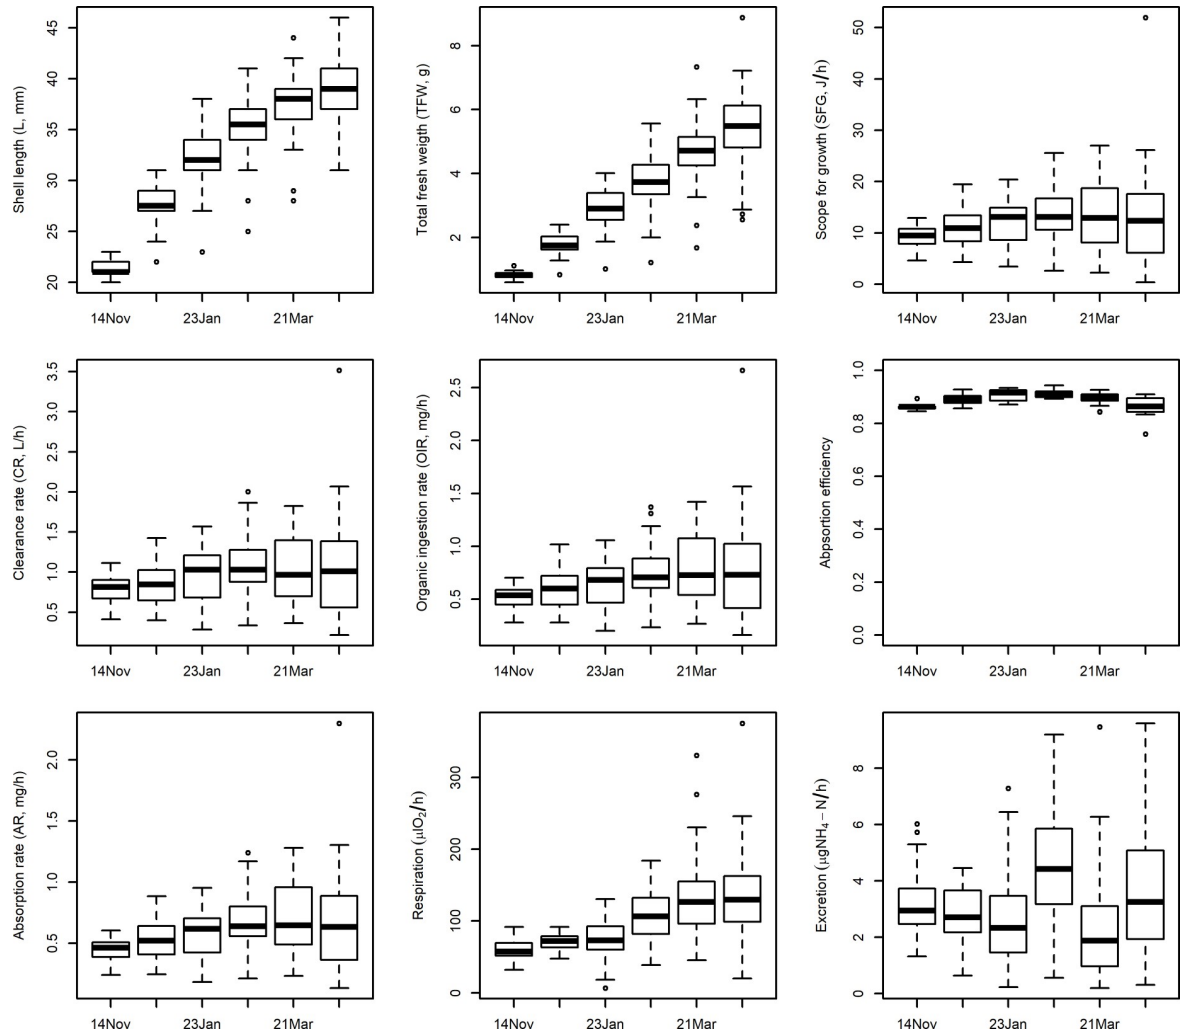 Shell length (L, mm)
45
40
35
30
25
20
14Nov 23Jan 21Mar
Total fresh weigth (TFW, g)
8
6
4
2
14Nov 23Jan 21Mar
Scope for growth (SFG, J/h)
50
40
30
20
10
0
14Nov 23Jan 21Mar
Clearance rate (CR, L/h)
3.5
3.0
2.5
2.0
1.5
1.0
0.5
14Nov 23Jan 21Mar
Organic ingestion rate (OIR, mg/h)
2.5
2.0
1.5
1.0
0.5
14Nov 23Jan 21Mar
Abpsortion efficiency
1.0
0.8
0.6
0.4
0.2
0.0
14Nov 23Jan 21Mar
Absorption rate (AR, mg/h)
2.0
1.5
1.0
0.5
14Nov 23Jan 21Mar
Respiration (μlO₂/h)
300
200
100
0
14Nov 23Jan 21Mar
Excretion (μgNH₄−N/h)
8
6
4
2
0
14Nov 23Jan 21Mar